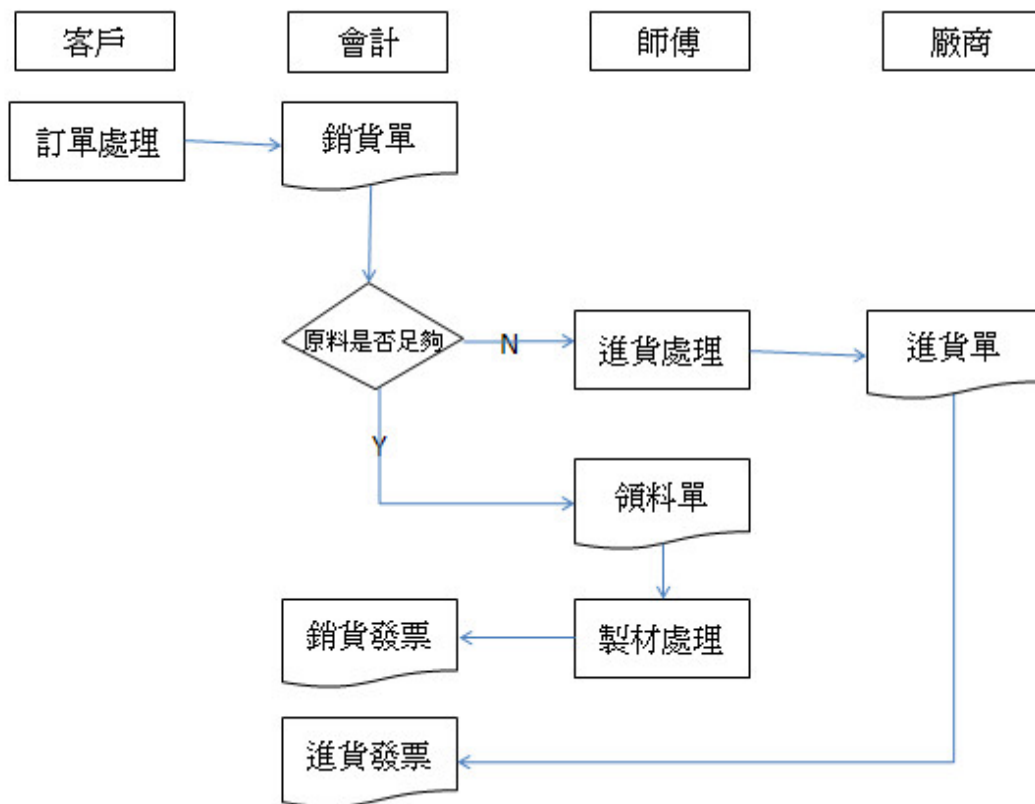 客戶
會計
師傅
廠商
訂單處理
銷貨單
原料是否足夠
N
進貨處理
進貨單
Y
領料單
銷貨發票
製材處理
進貨發票